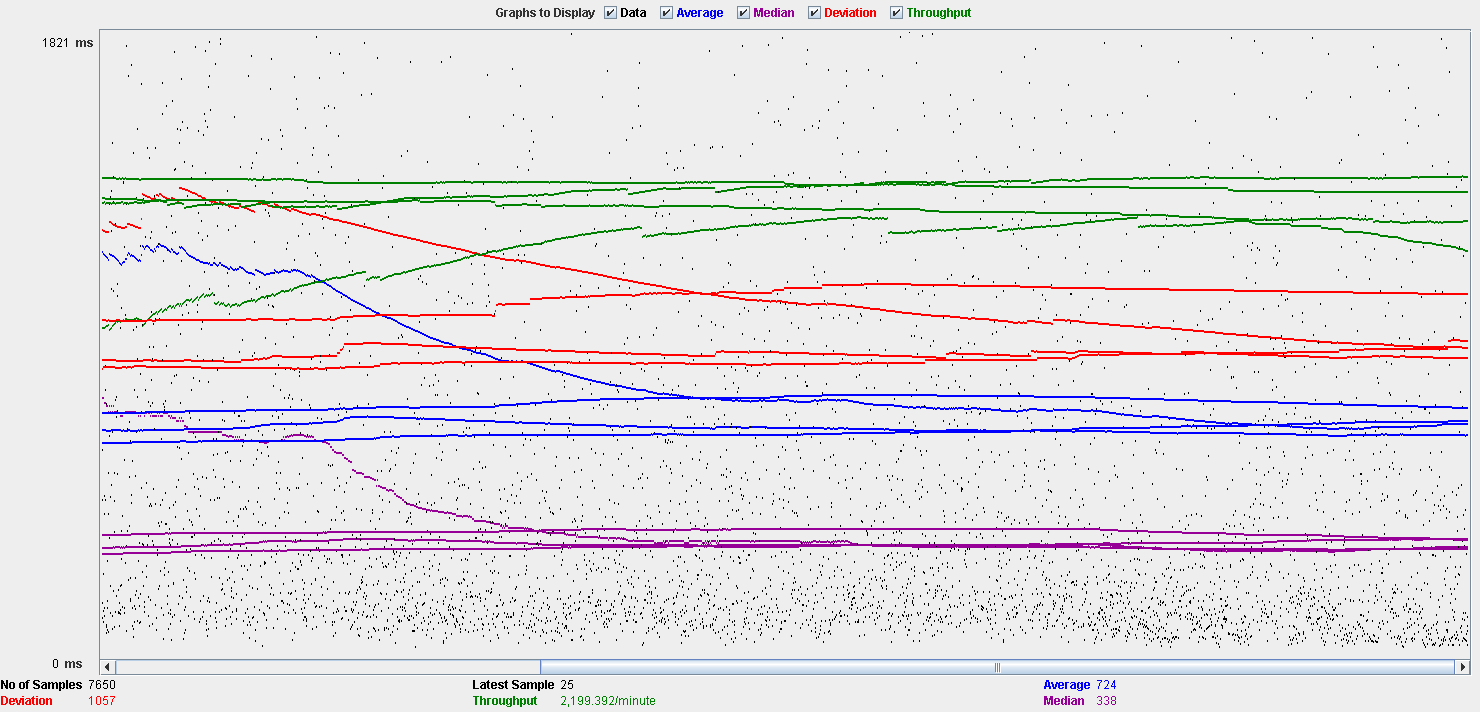 Graphs to Display Data Average Median Deviation Throughput
1821 ms
0 ms
No of Samples 7650 Latest Sample 25 Average 724
Deviation 1057 Throughput 2,199.392/minute Median 338